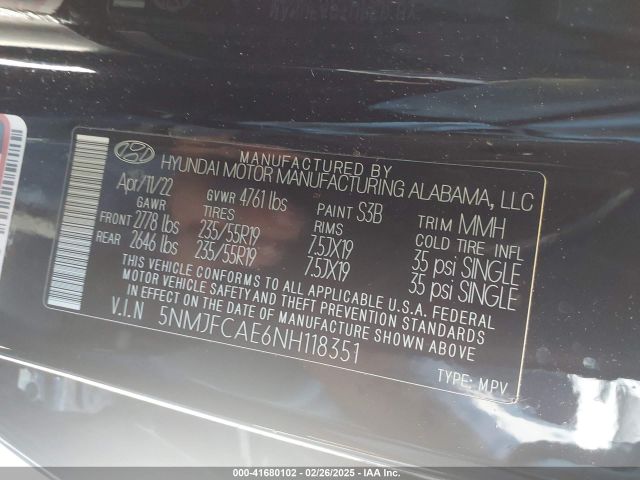 MANUFACTURED BY
HYUNDAI MOTOR MANUFACTURING ALABAMA, LLC
Apr/11/22 GVWR 4761 lbs PAINT S3B TRIM MMH
GAWR TIRES RIMS COLD TIRE INFL
FRONT 2778 lbs 235/55R19 7.5JX19 35 psi SINGLE
REAR 2646 lbs 235/55R19 7.5JX19 35 psi SINGLE
THIS VEHICLE CONFORMS TO ALL APPLICABLE U.S.A. FEDERAL
MOTOR VEHICLE SAFETY AND THEFT PREVENTION STANDARDS
IN EFFECT ON THE DATE OF MANUFACTURE SHOWN ABOVE
V.I.N 5NMJFCAE6NH118351
TYPE: MPV
000-41680102 - 02/26/2025 - IAA Inc.